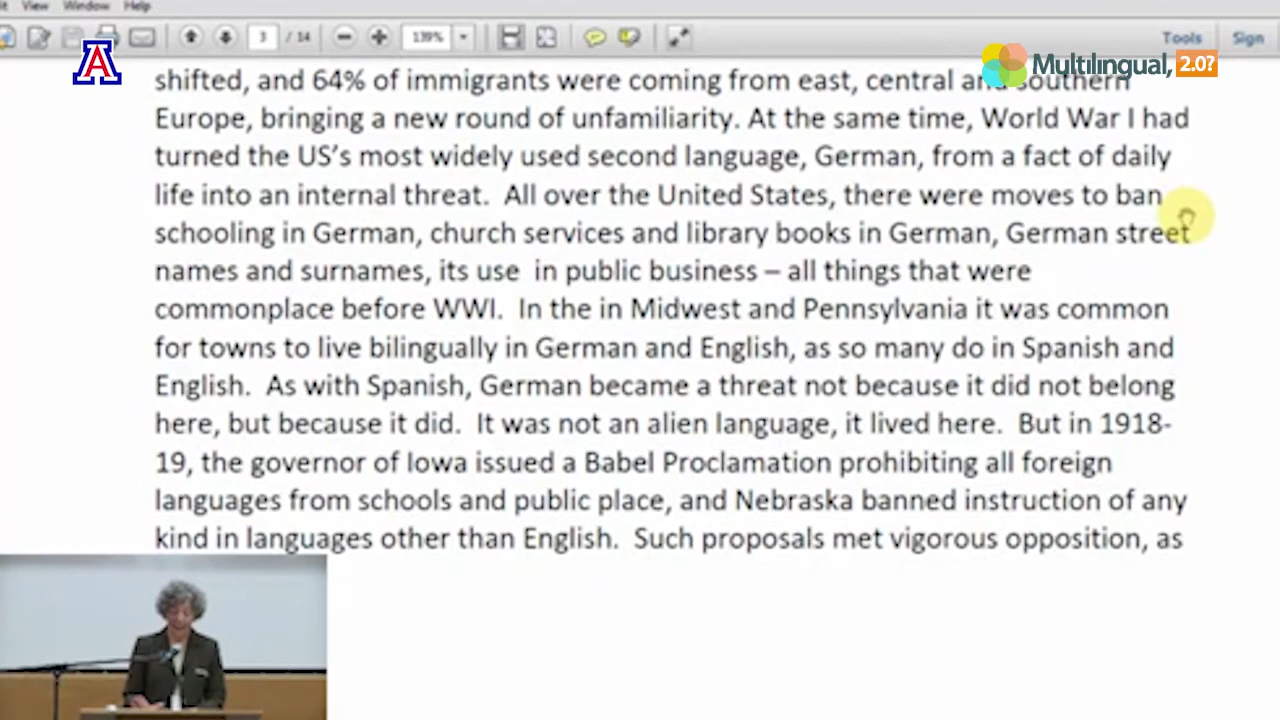 View Window Help
3 / 14 139% Tools Sign
A
Multilingual, 2.0?
shifted, and 64% of immigrants were coming from east, central and southern
Europe, bringing a new round of unfamiliarity. At the same time, World War I had
turned the US’s most widely used second language, German, from a fact of daily
life into an internal threat.  All over the United States, there were moves to ban
schooling in German, church services and library books in German, German street
names and surnames, its use  in public business – all things that were
commonplace before WWI.  In the in Midwest and Pennsylvania it was common
for towns to live bilingually in German and English, as so many do in Spanish and
English.  As with Spanish, German became a threat not because it did not belong
here, but because it did.  It was not an alien language, it lived here.  But in 1918-
19, the governor of Iowa issued a Babel Proclamation prohibiting all foreign
languages from schools and public place, and Nebraska banned instruction of any
kind in languages other than English.  Such proposals met vigorous opposition, as